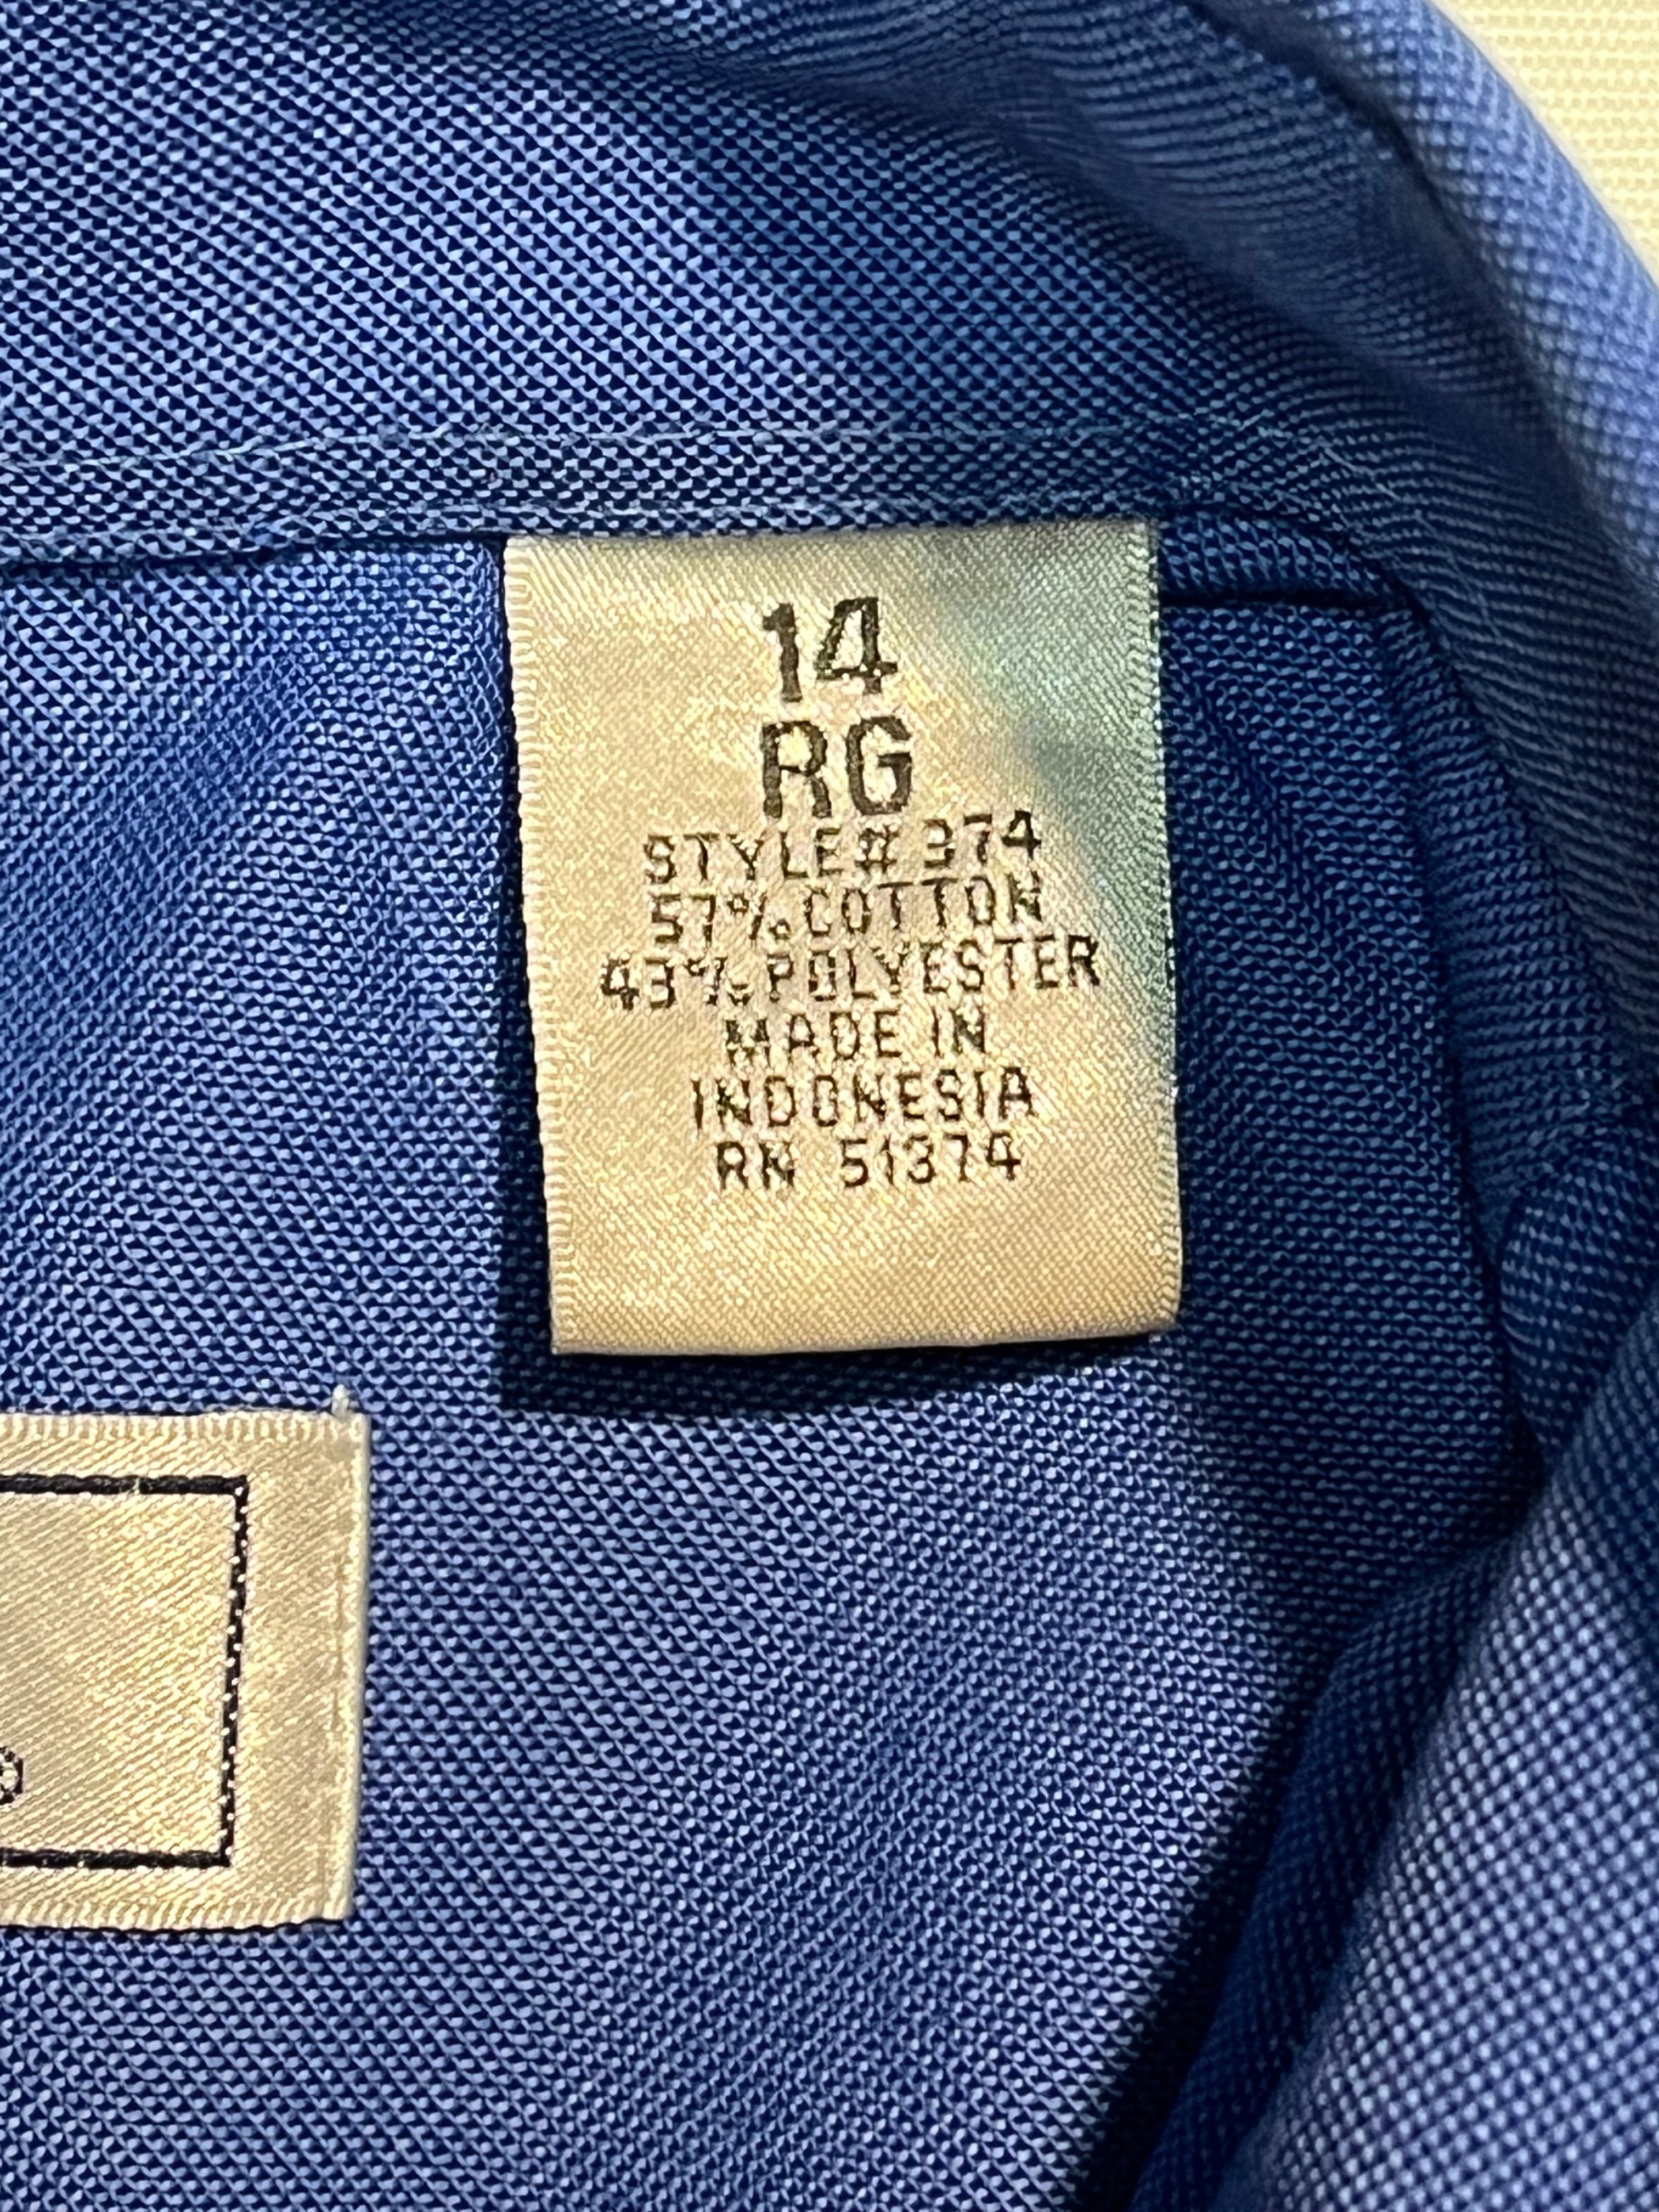 14
RG
STYLE# 374
57% COTTON
43% POLYESTER
MADE IN
INDONESIA
RN 51374